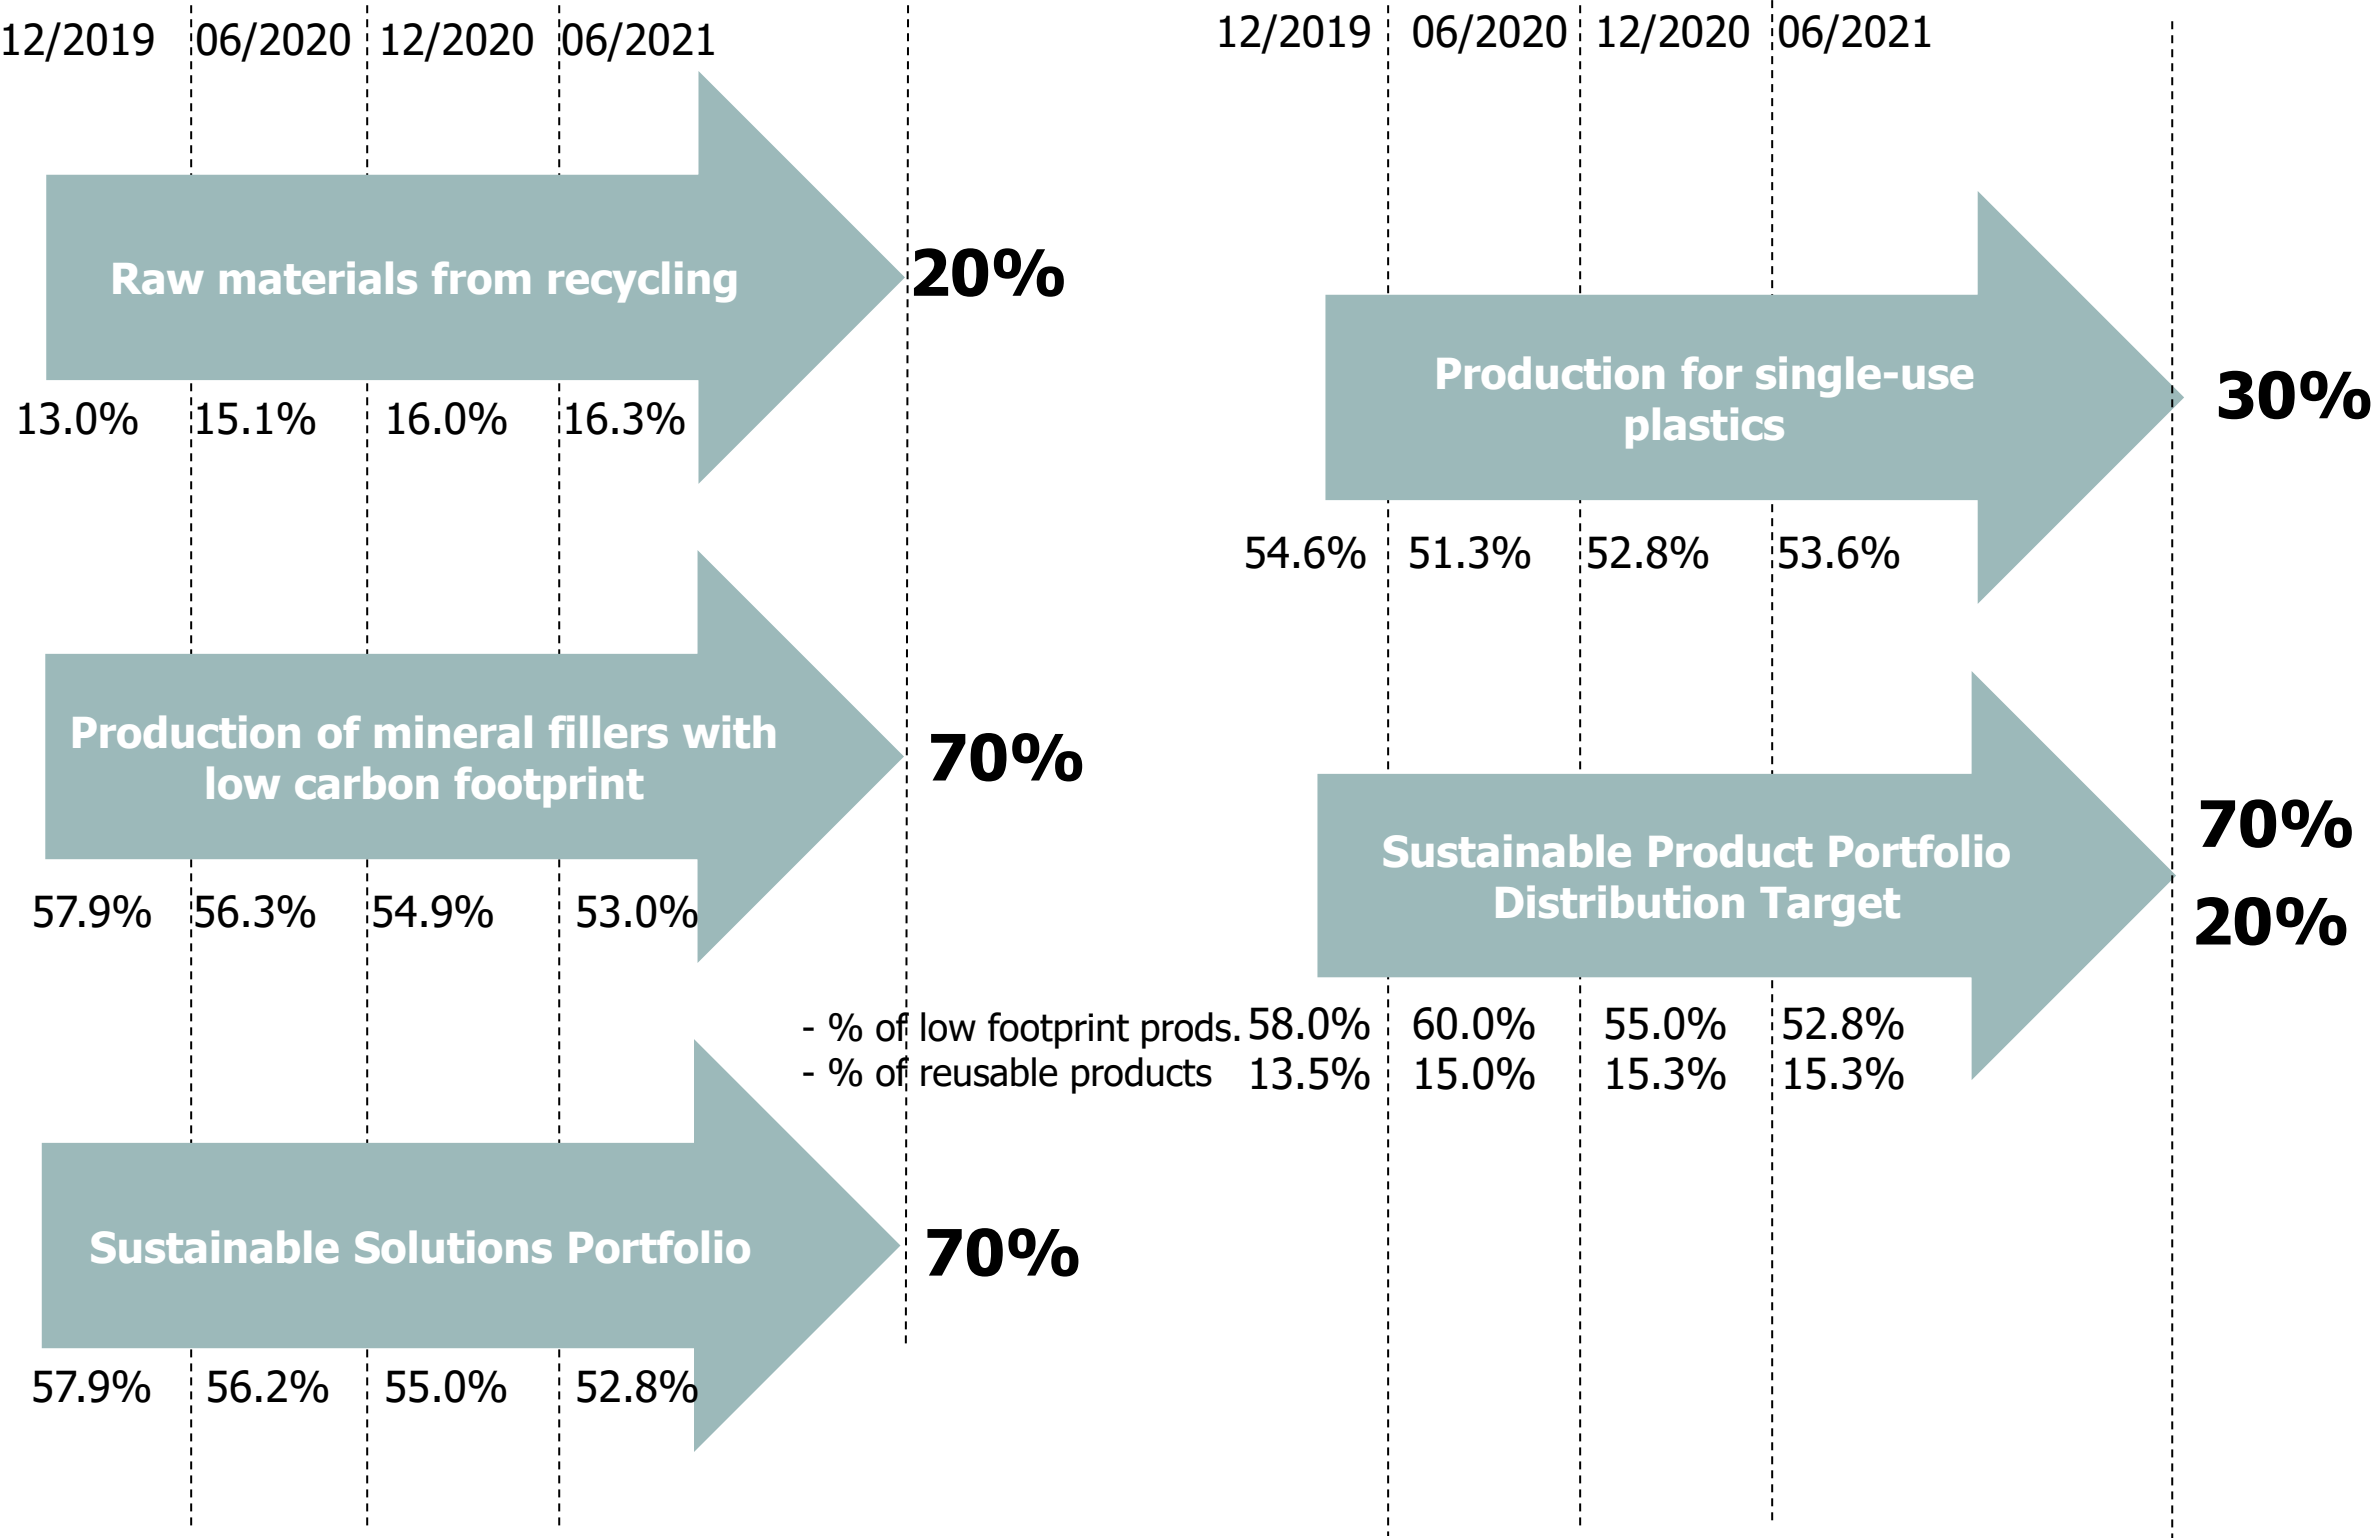 12/2019 06/2020 12/2020 06/2021
Raw materials from recycling
20%
13.0% 15.1% 16.0% 16.3%
Production of mineral fillers with
low carbon footprint
70%
57.9% 56.3% 54.9% 53.0%
Sustainable Solutions Portfolio
70%
57.9% 56.2% 55.0% 52.8%
12/2019 06/2020 12/2020 06/2021
Production for single-use
plastics
30%
54.6% 51.3% 52.8% 53.6%
Sustainable Product Portfolio
Distribution Target
70%
20%
- % of low footprint prods. 58.0% 60.0% 55.0% 52.8%
- % of reusable products 13.5% 15.0% 15.3% 15.3%